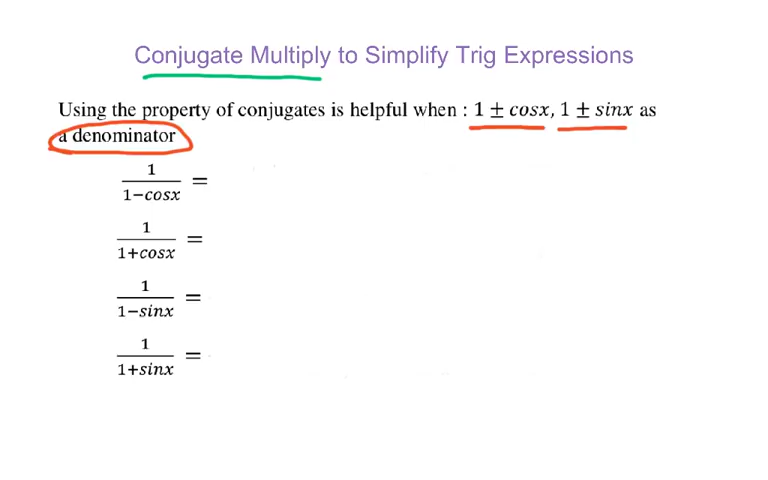 Conjugate Multiply to Simplify Trig Expressions
Using the property of conjugates is helpful when : 1 ± cosx, 1 ± sinx as
a denominator
1
1−cosx =
1
1+cosx =
1
1−sinx =
1
1+sinx =